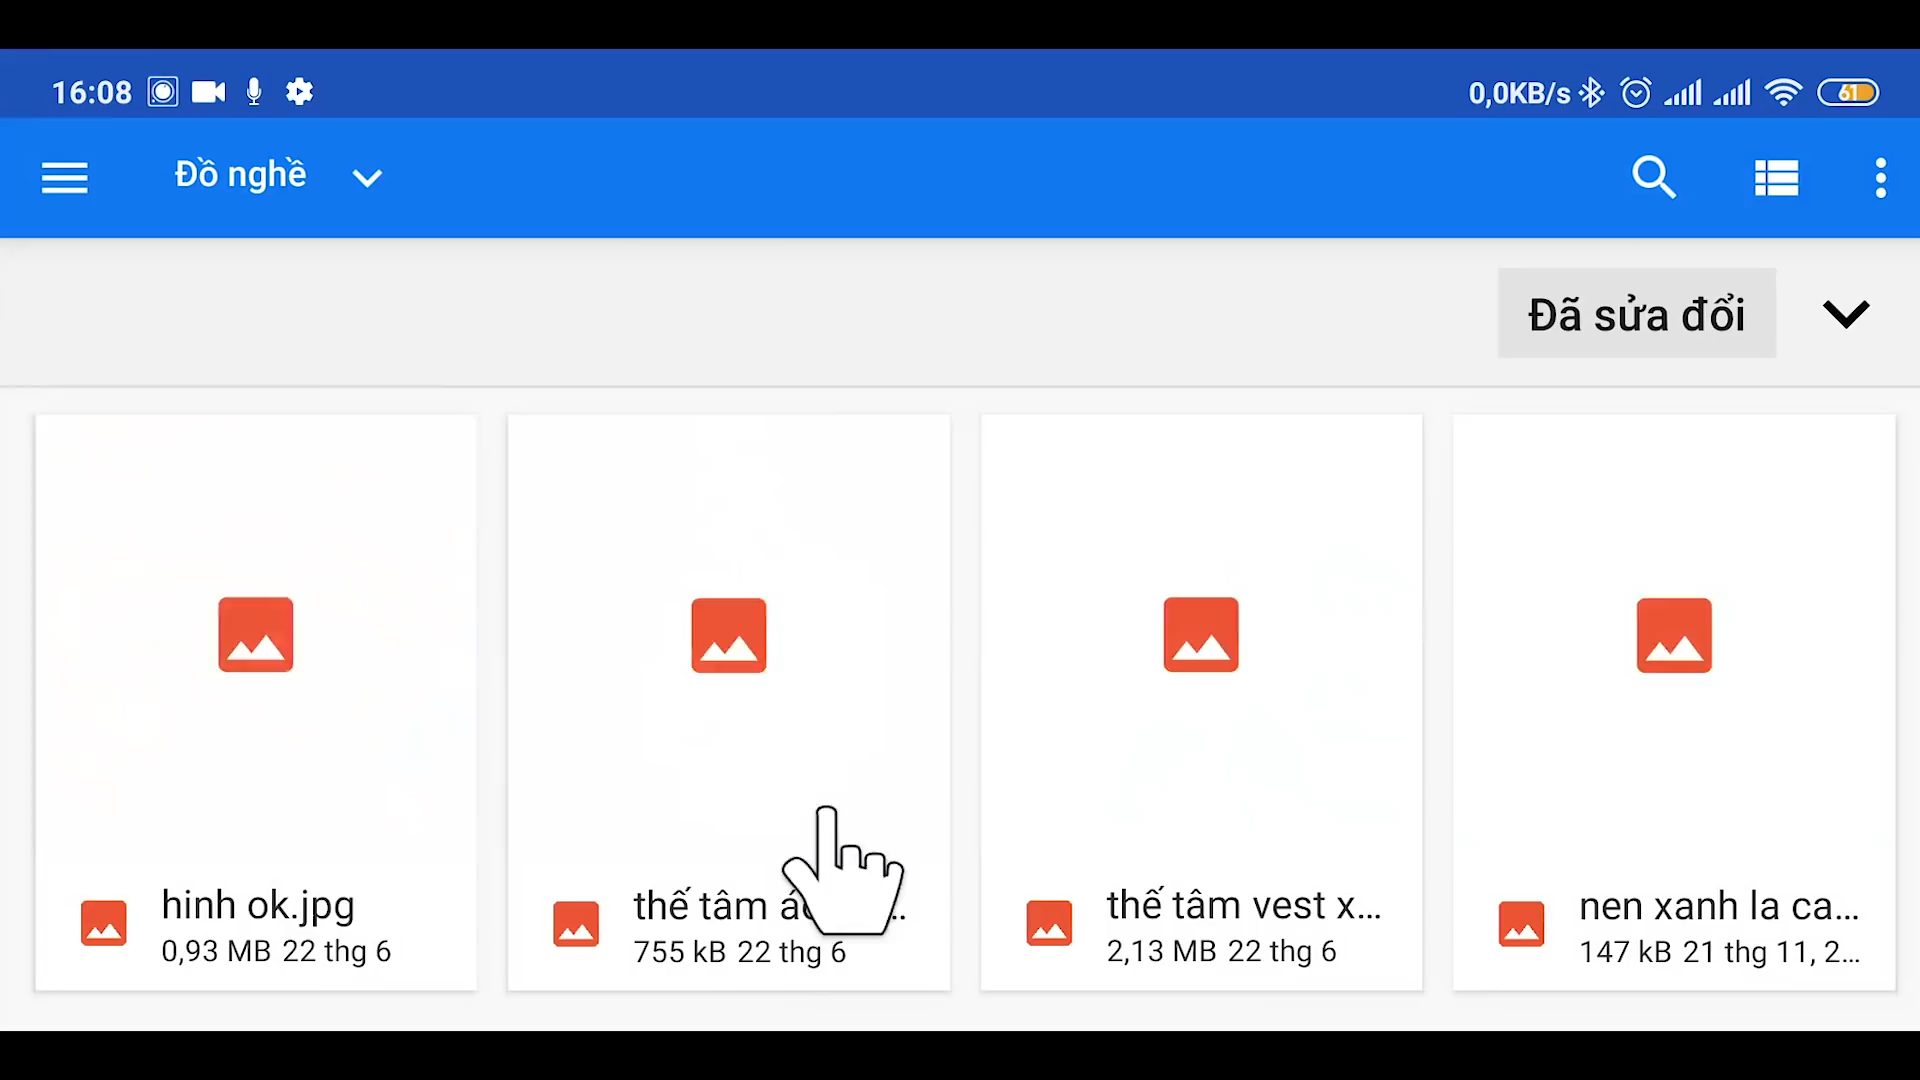 16:08
0,0KB/s
61
Đồ nghề
Đã sửa đổi
hinh ok.jpg
0,93 MB 22 thg 6
thế tâm
755 kB 22 thg 6
thế tâm vest x...
2,13 MB 22 thg 6
nen xanh la ca...
147 kB 21 thg 11, 2...